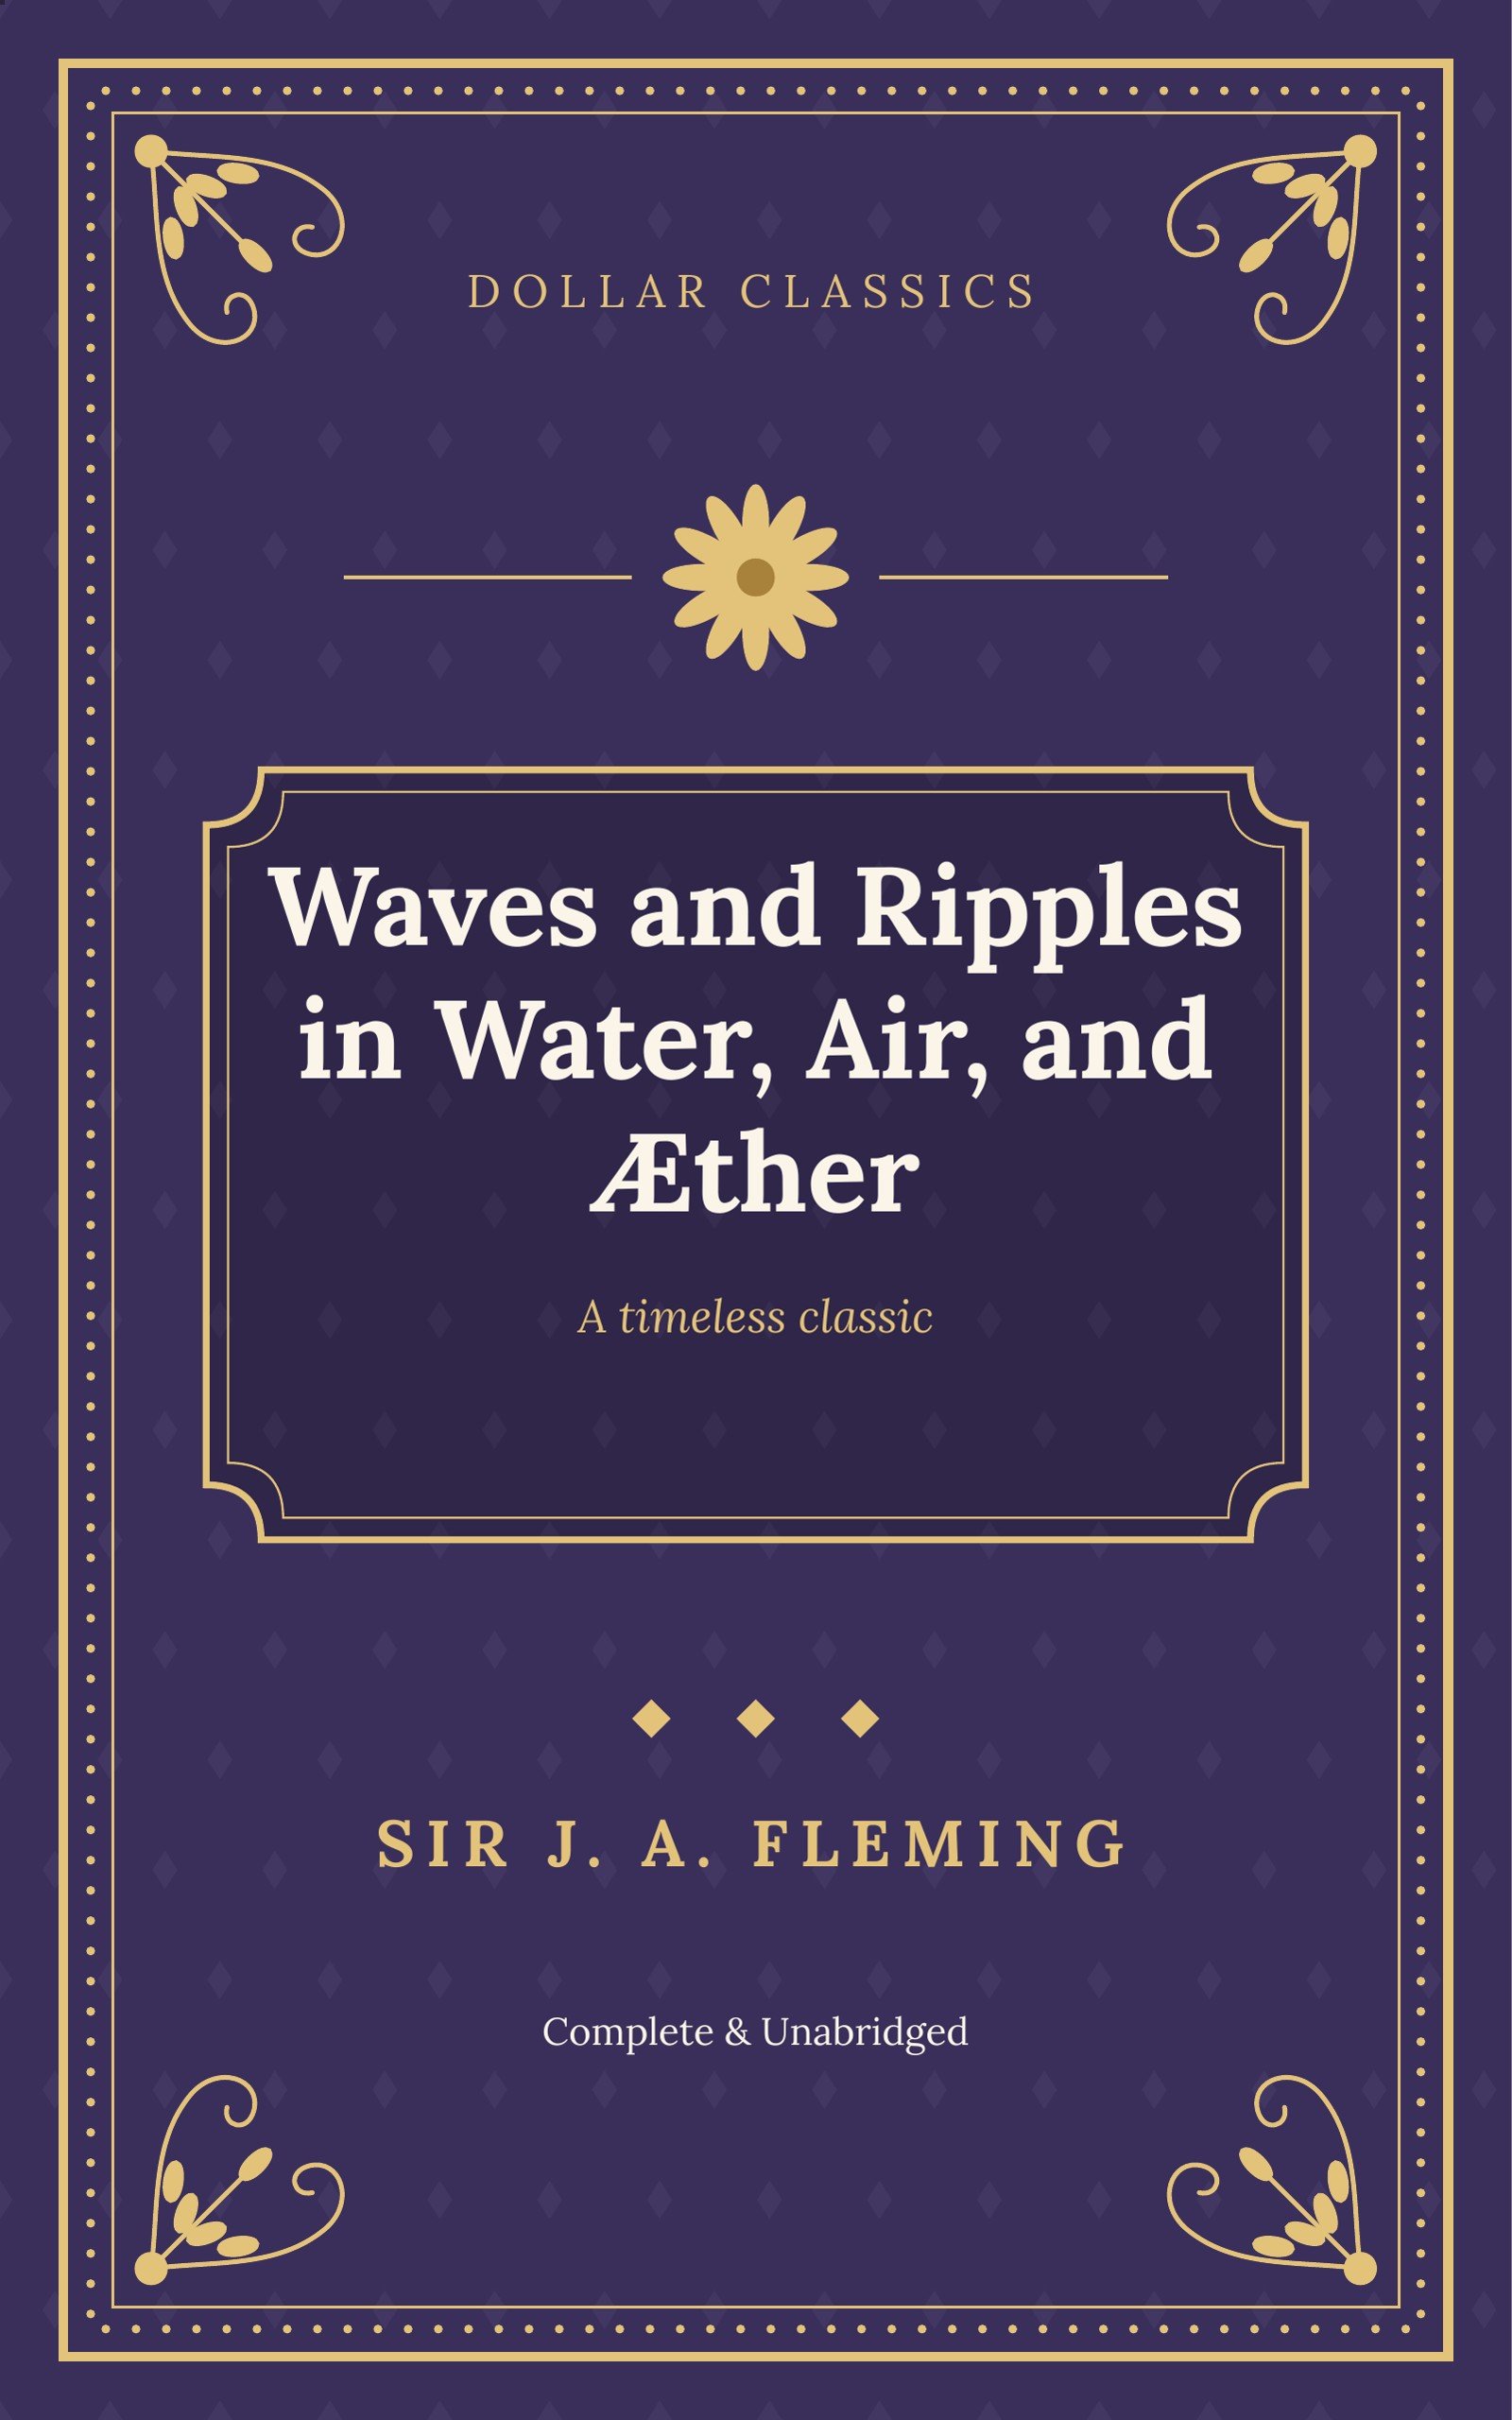 DOLLAR CLASSICS
Waves and Ripples
in Water, Air, and
Æther
A timeless classic
SIR J. A. FLEMING
Complete & Unabridged